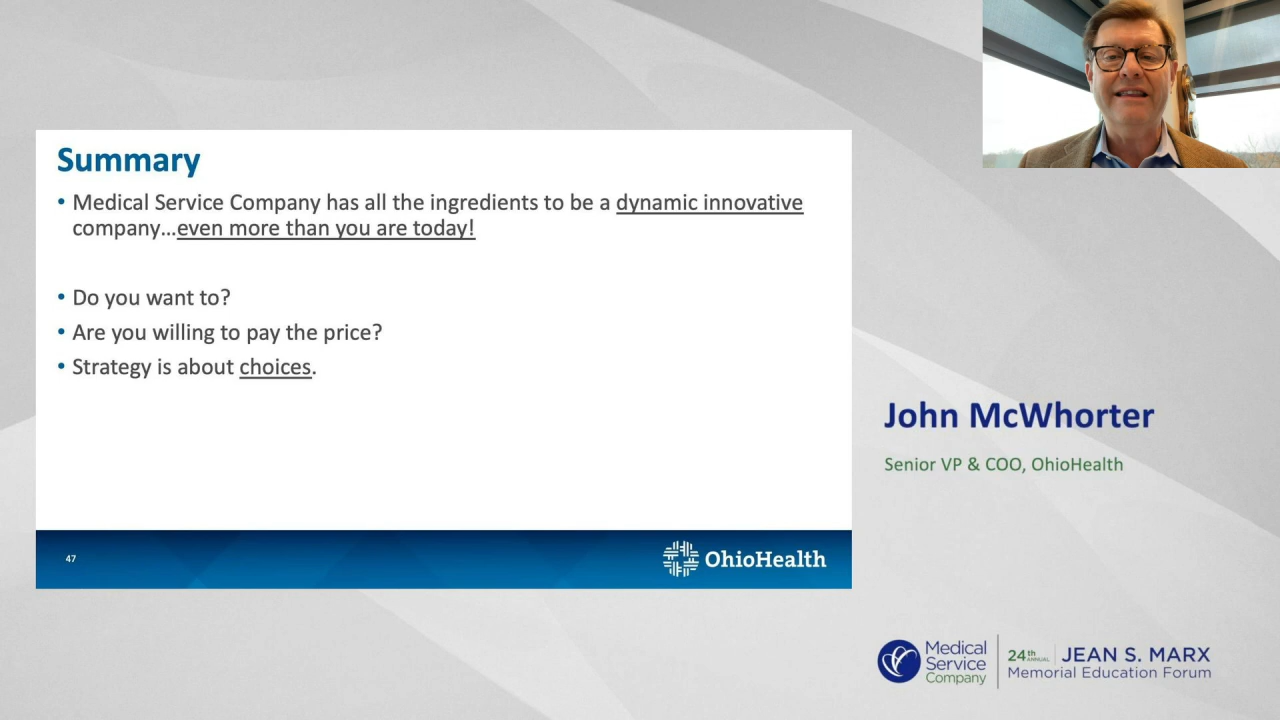 Summary
• Medical Service Company has all the ingredients to be a dynamic innovative
company…even more than you are today!
• Do you want to?
• Are you willing to pay the price?
• Strategy is about choices.
47
OhioHealth
John McWhorter
Senior VP & COO, OhioHealth
Medical
Service
Company
24th ANNUAL
JEAN S. MARX
Memorial Education Forum